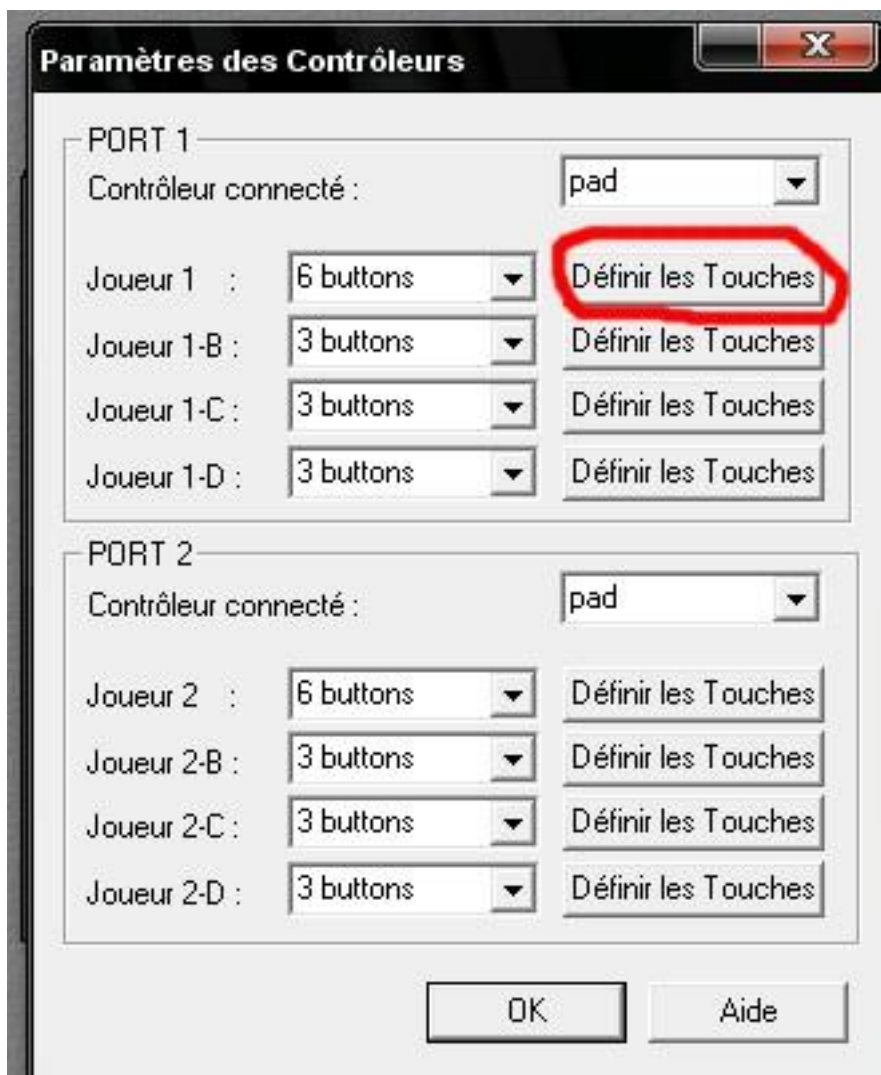 Paramètres des Contrôleurs
PORT 1
Contrôleur connecté : pad
Joueur 1 : 6 buttons Définir les Touches
Joueur 1-B : 3 buttons Définir les Touches
Joueur 1-C : 3 buttons Définir les Touches
Joueur 1-D : 3 buttons Définir les Touches
PORT 2
Contrôleur connecté : pad
Joueur 2 : 6 buttons Définir les Touches
Joueur 2-B : 3 buttons Définir les Touches
Joueur 2-C : 3 buttons Définir les Touches
Joueur 2-D : 3 buttons Définir les Touches
OK Aide